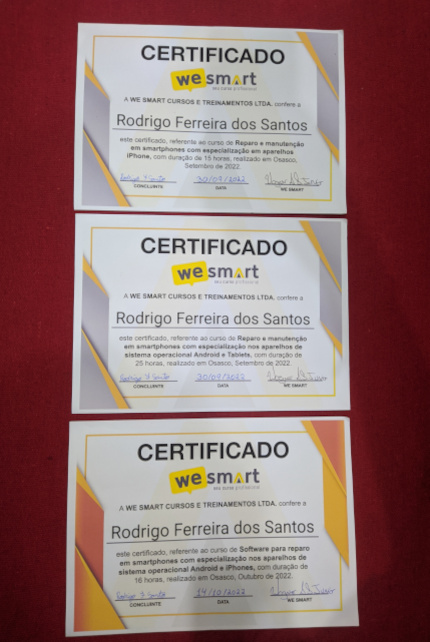 CERTIFICADO
we smart
A WE SMART CURSOS E TREINAMENTOS LTDA. confere a
Rodrigo Ferreira dos Santos
este certificado, referente ao curso de Reparo e manutenção
em smartphones com especialização em aparelhos
iPhone, com duração de 15 horas, realizado em Osasco,
Setembro de 2022.
30/09/2022
CONCLUINTE DATA WE SMART
CERTIFICADO
we smart
A WE SMART CURSOS E TREINAMENTOS LTDA. confere a
Rodrigo Ferreira dos Santos
este certificado, referente ao curso de Reparo e manutenção
em smartphones com especialização nos aparelhos de
sistema operacional Android e Tablets, com duração de
25 horas, realizado em Osasco, Setembro de 2022.
30/09/2022
CONCLUINTE DATA WE SMART
CERTIFICADO
we smart
A WE SMART CURSOS E TREINAMENTOS LTDA. confere a
Rodrigo Ferreira dos Santos
este certificado, referente ao curso de Software para reparo
em smartphones com especialização nos aparelhos de
sistema operacional Android e iPhones, com duração de
16 horas, realizado em Osasco, Outubro de 2022.
14/10/2022
CONCLUINTE DATA WE SMART